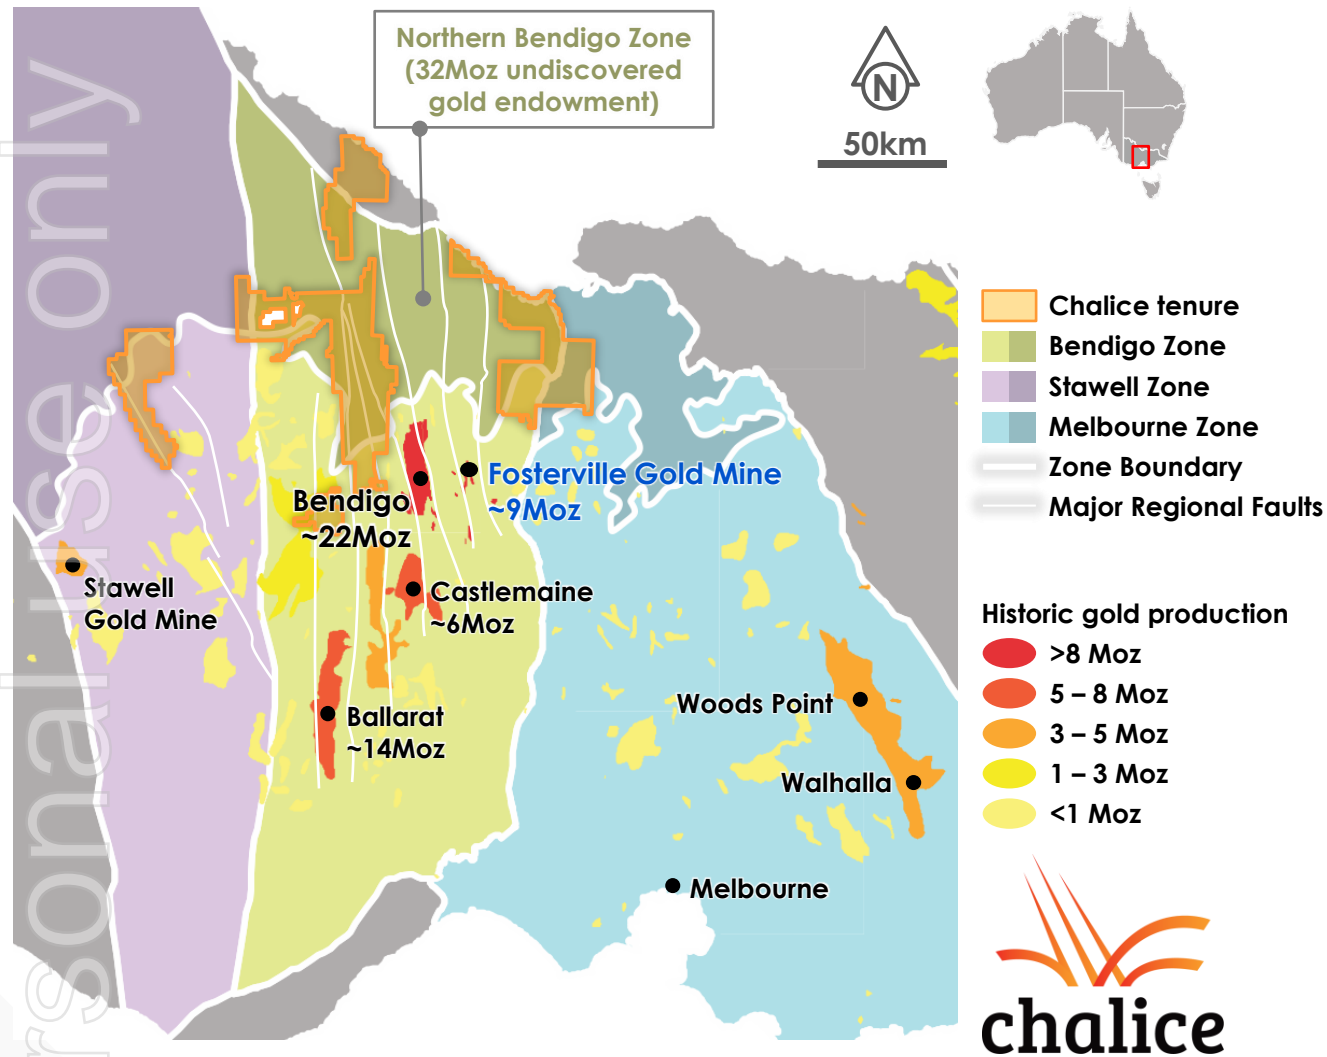 Northern Bendigo Zone
(32Moz undiscovered
gold endowment)
N
50km
Chalice tenure
Bendigo Zone
Stawell Zone
Melbourne Zone
Zone Boundary
Major Regional Faults
Fosterville Gold Mine
~9Moz
Bendigo
~22Moz
Stawell
Gold Mine
Castlemaine
~6Moz
Ballarat
~14Moz
Woods Point
Walhalla
Melbourne
Historic gold production
>8 Moz
5 – 8 Moz
3 – 5 Moz
1 – 3 Moz
<1 Moz
chalice
rsonal use only